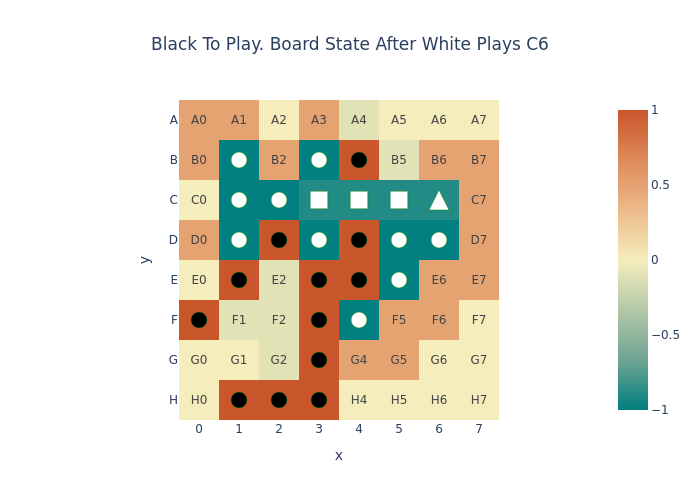 Black To Play. Board State After White Plays C6
A A0 A1 A2 A3 A4 A5 A6 A7
B B0 B2 B5 B6 B7
C C0 C7
D D0 D7
E E0 E2 E6 E7
F F1 F2 F5 F6 F7
G G0 G1 G2 G4 G5 G6 G7
H H0 H4 H5 H6 H7
0 1 2 3 4 5 6 7
x
y
1
0.5
0
−0.5
−1